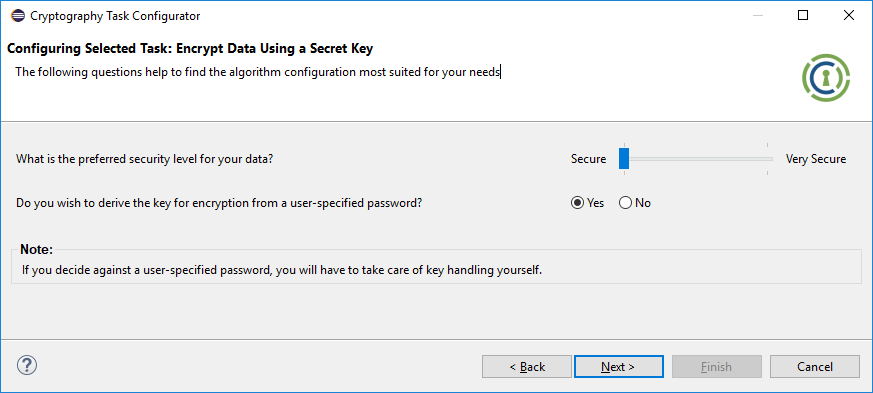 Cryptography Task Configurator
Configuring Selected Task: Encrypt Data Using a Secret Key
The following questions help to find the algorithm configuration most suited for your needs
What is the preferred security level for your data? Secure Very Secure
Do you wish to derive the key for encryption from a user-specified password? Yes No
Note:
If you decide against a user-specified password, you will have to take care of key handling yourself.
? < Back Next > Finish Cancel